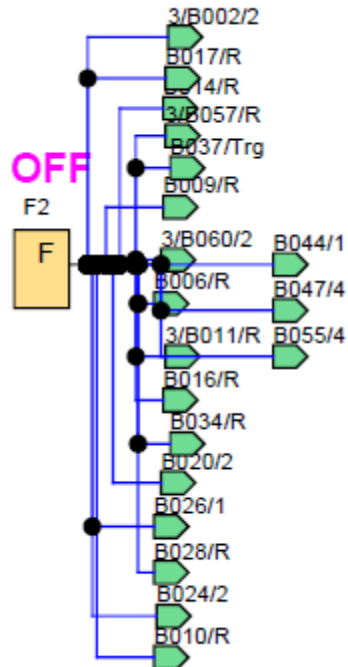 3/B002/2
B017/R
B014/R
3/B057/R
B037/Trg
OFF
B009/R
F2
F
3/B060/2
B044/1
B006/R
B047/4
3/B011/R
B055/4
B016/R
B034/R
B020/2
B026/1
B028/R
B024/2
B010/R